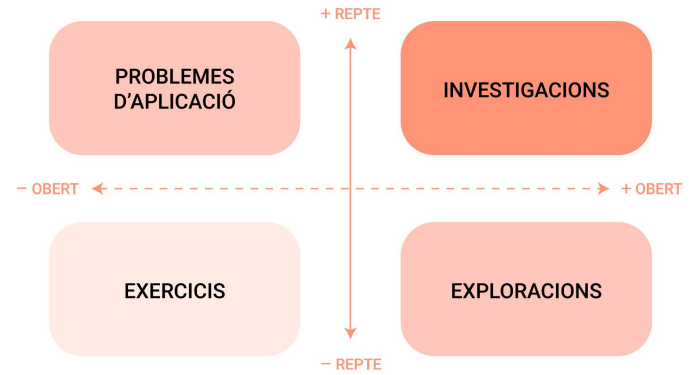 + REPTE
PROBLEMES
D'APLICACIÓ
INVESTIGACIONS
− OBERT
+ OBERT
EXERCICIS
EXPLORACIONS
− REPTE